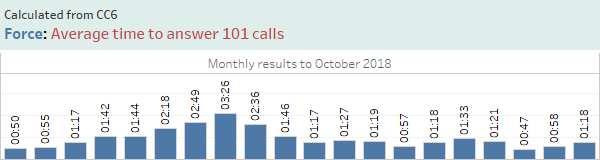 Calculated from CC6
Force: Average time to answer 101 calls
Monthly results to October 2018
00:50 00:55 01:17 01:42 01:44 02:18 02:49 03:26 02:36 01:46 01:17 01:27 01:19 00:57 01:18 01:33 01:21 00:47 00:58 01:18